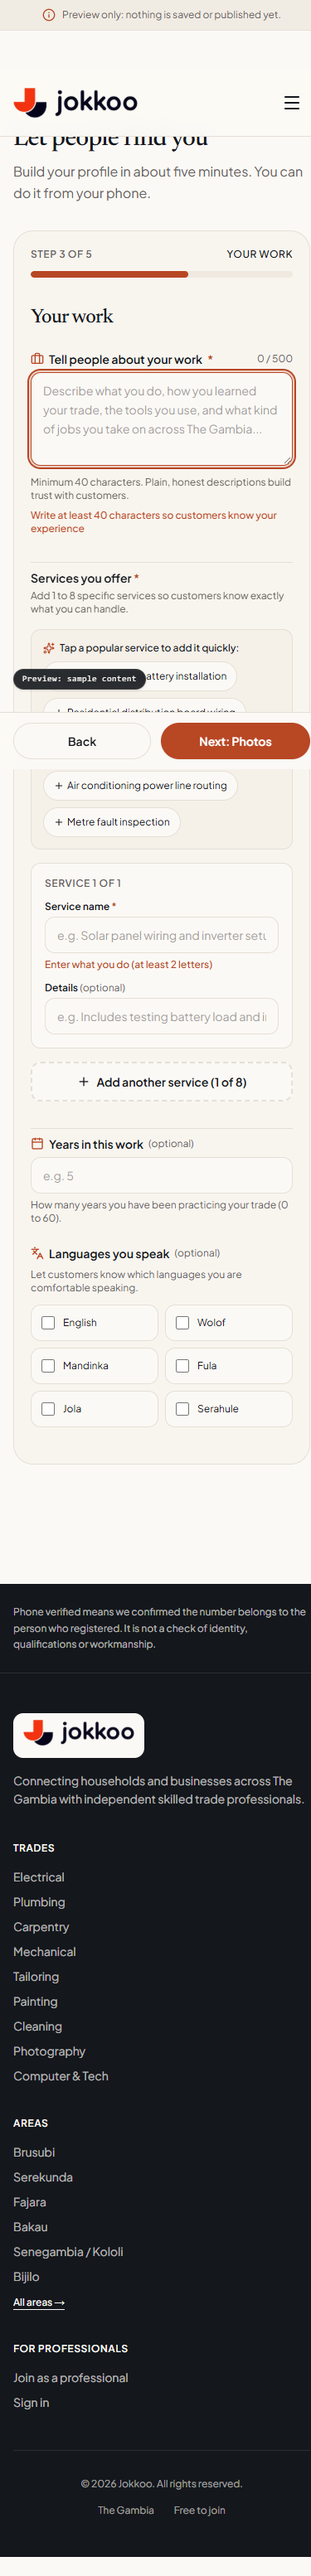 Preview only: nothing is saved or published yet.
jokkoo
Let people find you
Build your profile in about five minutes. You can
do it from your phone.
STEP 3 OF 5
YOUR WORK
Your work
Tell people about your work *
0 / 500
Describe what you do, how you learned
your trade, the tools you use, and what kind
of jobs you take on across The Gambia...
Minimum 40 characters. Plain, honest descriptions build
trust with customers.
Write at least 40 characters so customers know your
experience
Services you offer *
Add 1 to 8 specific services so customers know exactly
what you can handle.
Tap a popular service to add it quickly:
attery installation
Preview: sample content
+ Residential distribution board wiring
Back
Next: Photos
+ Air conditioning power line routing
+ Metre fault inspection
SERVICE 1 OF 1
Service name *
e.g. Solar panel wiring and inverter setu
Enter what you do (at least 2 letters)
Details (optional)
e.g. Includes testing battery load and i
+ Add another service (1 of 8)
Years in this work (optional)
e.g. 5
How many years you have been practicing your trade (0
to 60).
Languages you speak (optional)
Let customers know which languages you are
comfortable speaking.
English
Wolof
Mandinka
Fula
Jola
Serahule
Phone verified means we confirmed the number belongs to the
person who registered. It is not a check of identity,
qualifications or workmanship.
jokkoo
Connecting households and businesses across The
Gambia with independent skilled trade professionals.
TRADES
Electrical
Plumbing
Carpentry
Mechanical
Tailoring
Painting
Cleaning
Photography
Computer & Tech
AREAS
Brusubi
Serekunda
Fajara
Bakau
Senegambia / Kololi
Bijilo
All areas →
FOR PROFESSIONALS
Join as a professional
Sign in
© 2026 Jokkoo. All rights reserved.
The Gambia
Free to join